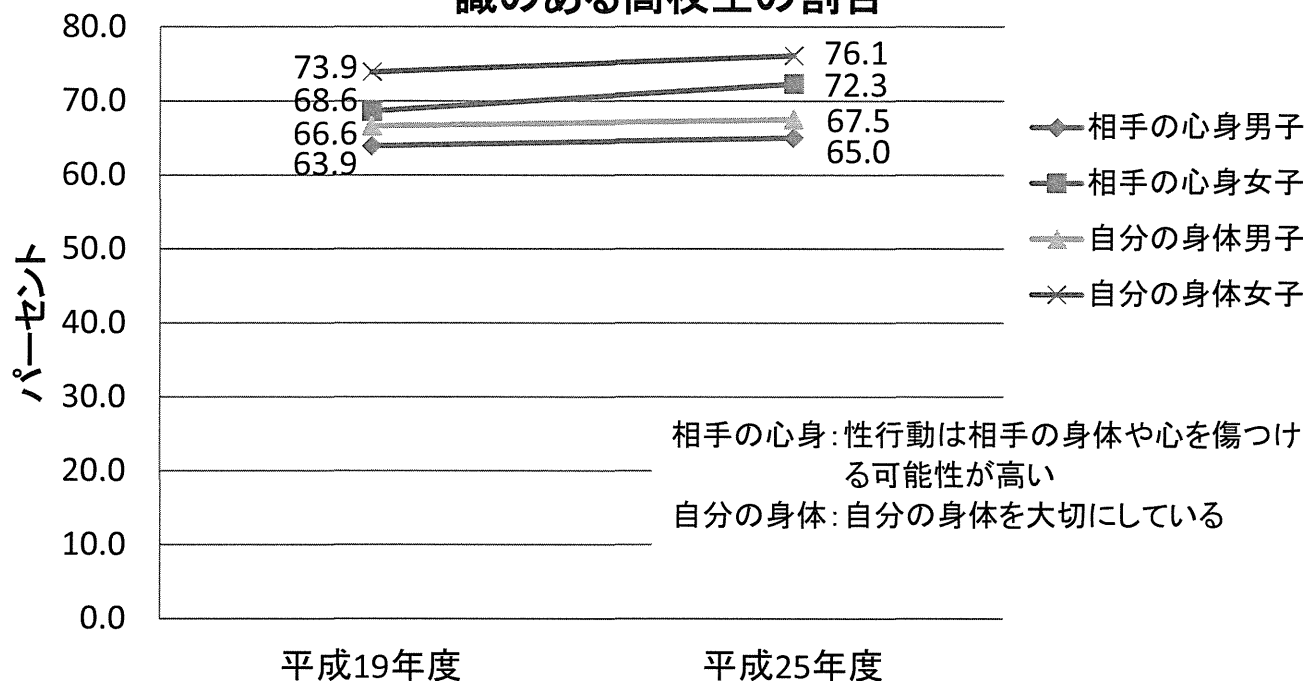 識のある高校生の割合
80.0
70.0
60.0
50.0
40.0
30.0
20.0
10.0
0.0
パーセント
73.9
68.6
66.6
63.9
76.1
72.3
67.5
65.0
平成19年度
平成25年度
相手の心身男子
相手の心身女子
自分の身体男子
自分の身体女子
相手の心身：性行動は相手の身体や心を傷つけ
る可能性が高い
自分の身体：自分の身体を大切にしている